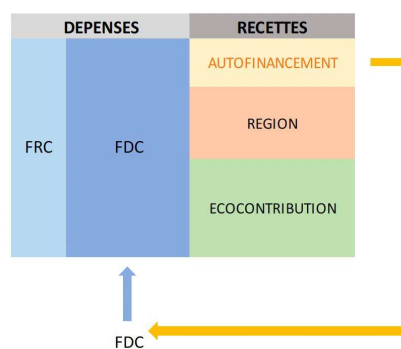 DEPENSES RECETTES
AUTOFINANCEMENT
REGION
FRC FDC
ECOCONTRIBUTION
FDC